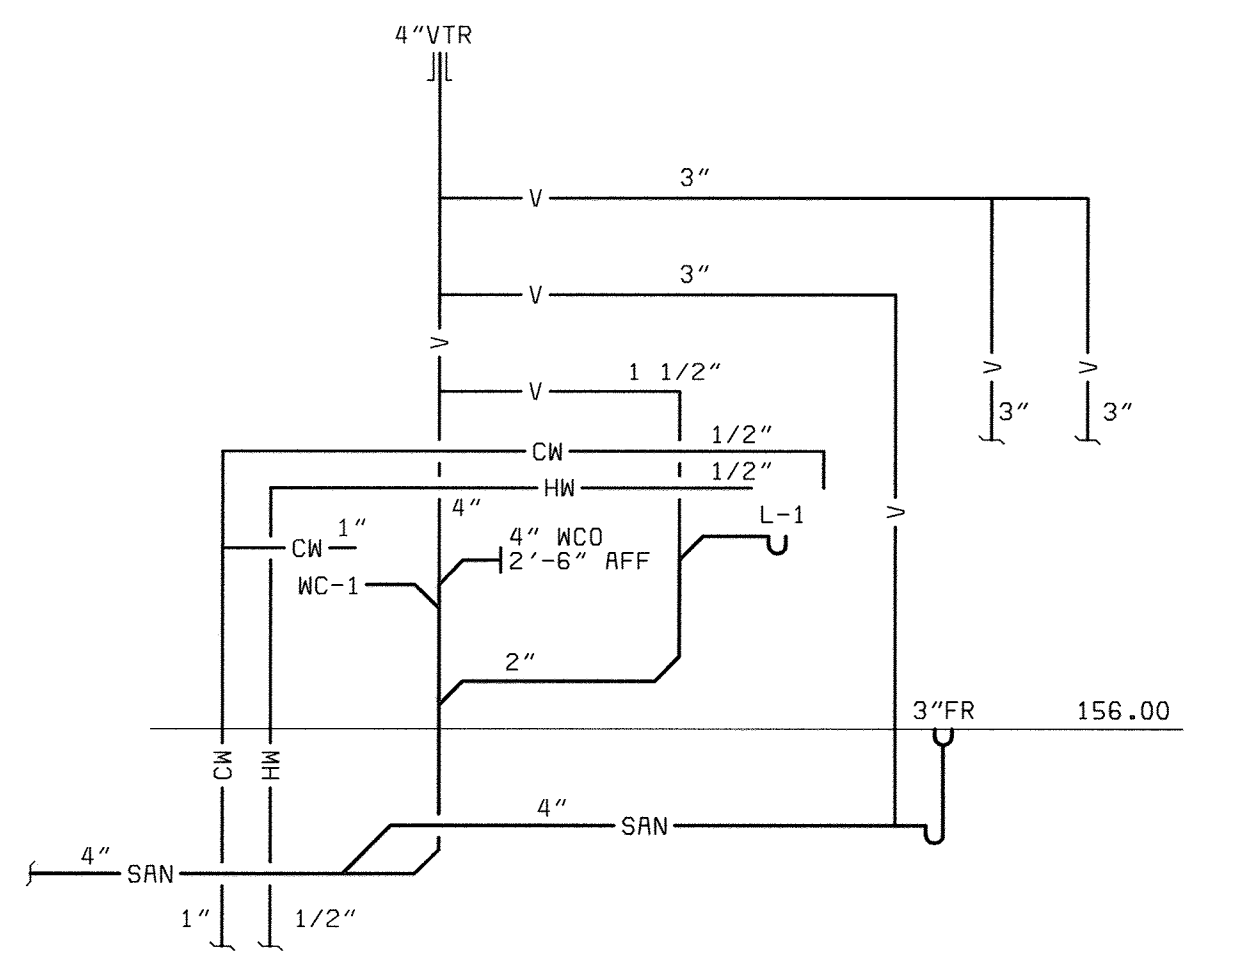 4"VTR
V 3"
V 3"
V
V 1 1/2"
V V
3" 3"
CW 1/2"
HW 1/2"
4"
V
L-1
1"
CW
4" WCO
2'-6" AFF
WC-1
2"
3"FR 156.00
CW HW
4"
SAN
4"
SAN
1" 1/2"